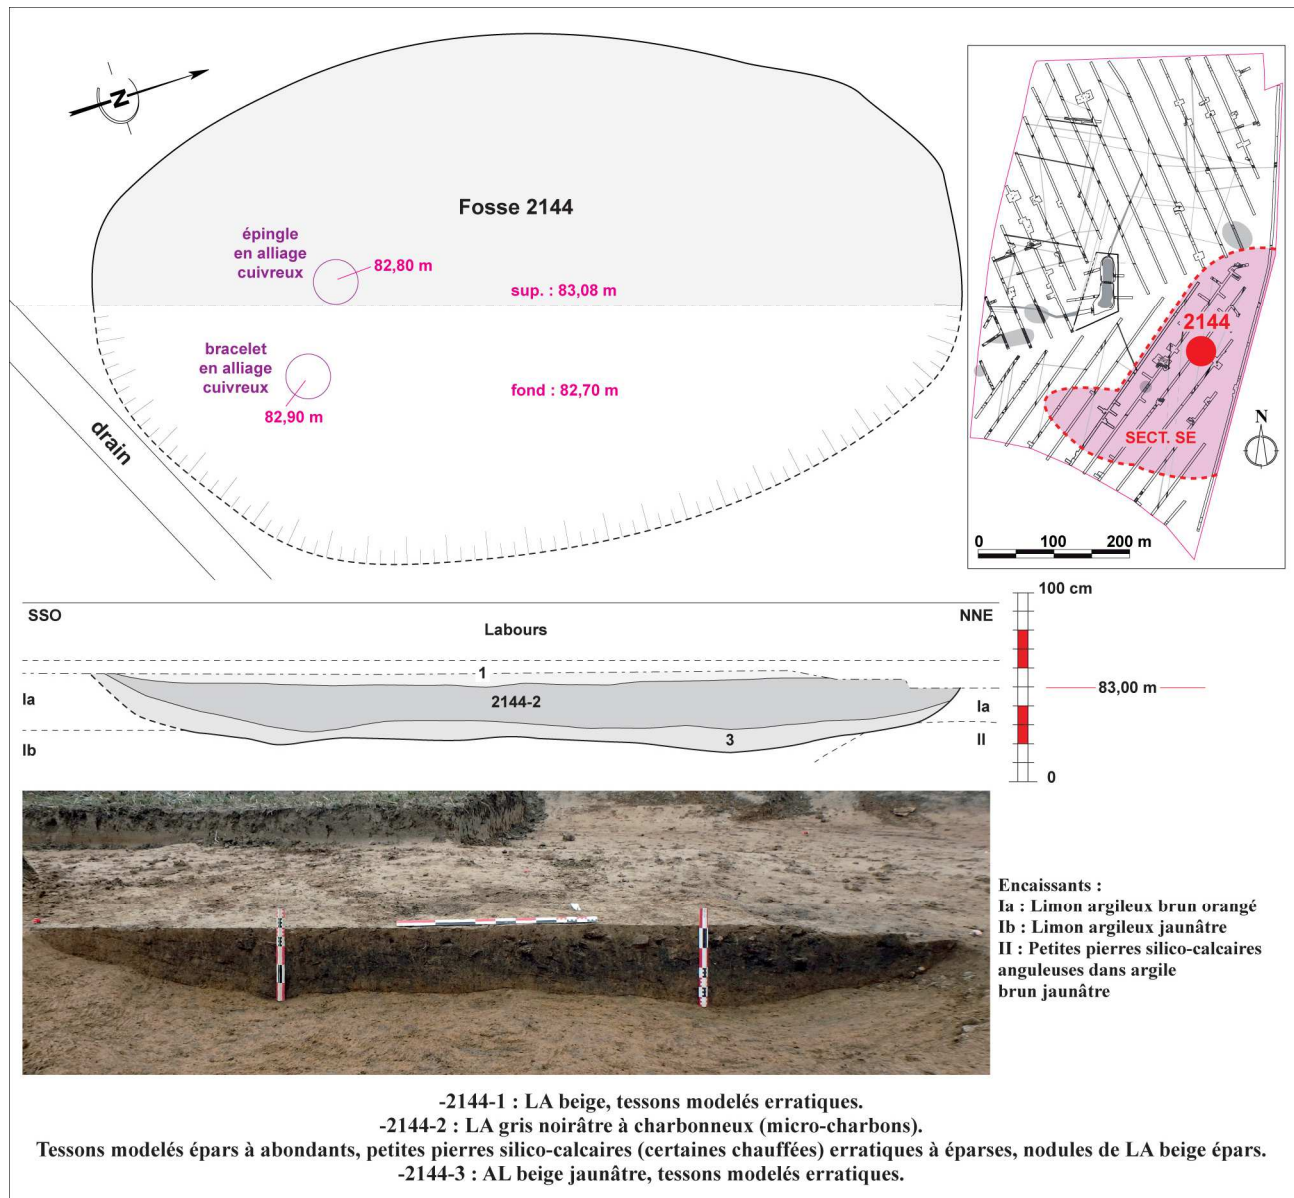 N
Fosse 2144
épingle
en alliage
cuivreux
82,80 m
sup. : 83,08 m
bracelet
en alliage
cuivreux
82,90 m
fond : 82,70 m
drain
2144
SECT. SE
N
0 100 200 m
SSO
Labours
NNE
100 cm
1
2144-2
3
Ia
Ib
Ia
II
83,00 m
0
Encaissants :
Ia : Limon argileux brun orangé
Ib : Limon argileux jaunâtre
II : Petites pierres silico-calcaires
anguleuses dans argile
brun jaunâtre
-2144-1 : LA beige, tessons modelés erratiques.
-2144-2 : LA gris noirâtre à charbonneux (micro-charbons).
Tessons modelés épars à abondants, petites pierres silico-calcaires (certaines chauffées) erratiques à éparses, nodules de LA beige épars.
-2144-3 : AL beige jaunâtre, tessons modelés erratiques.